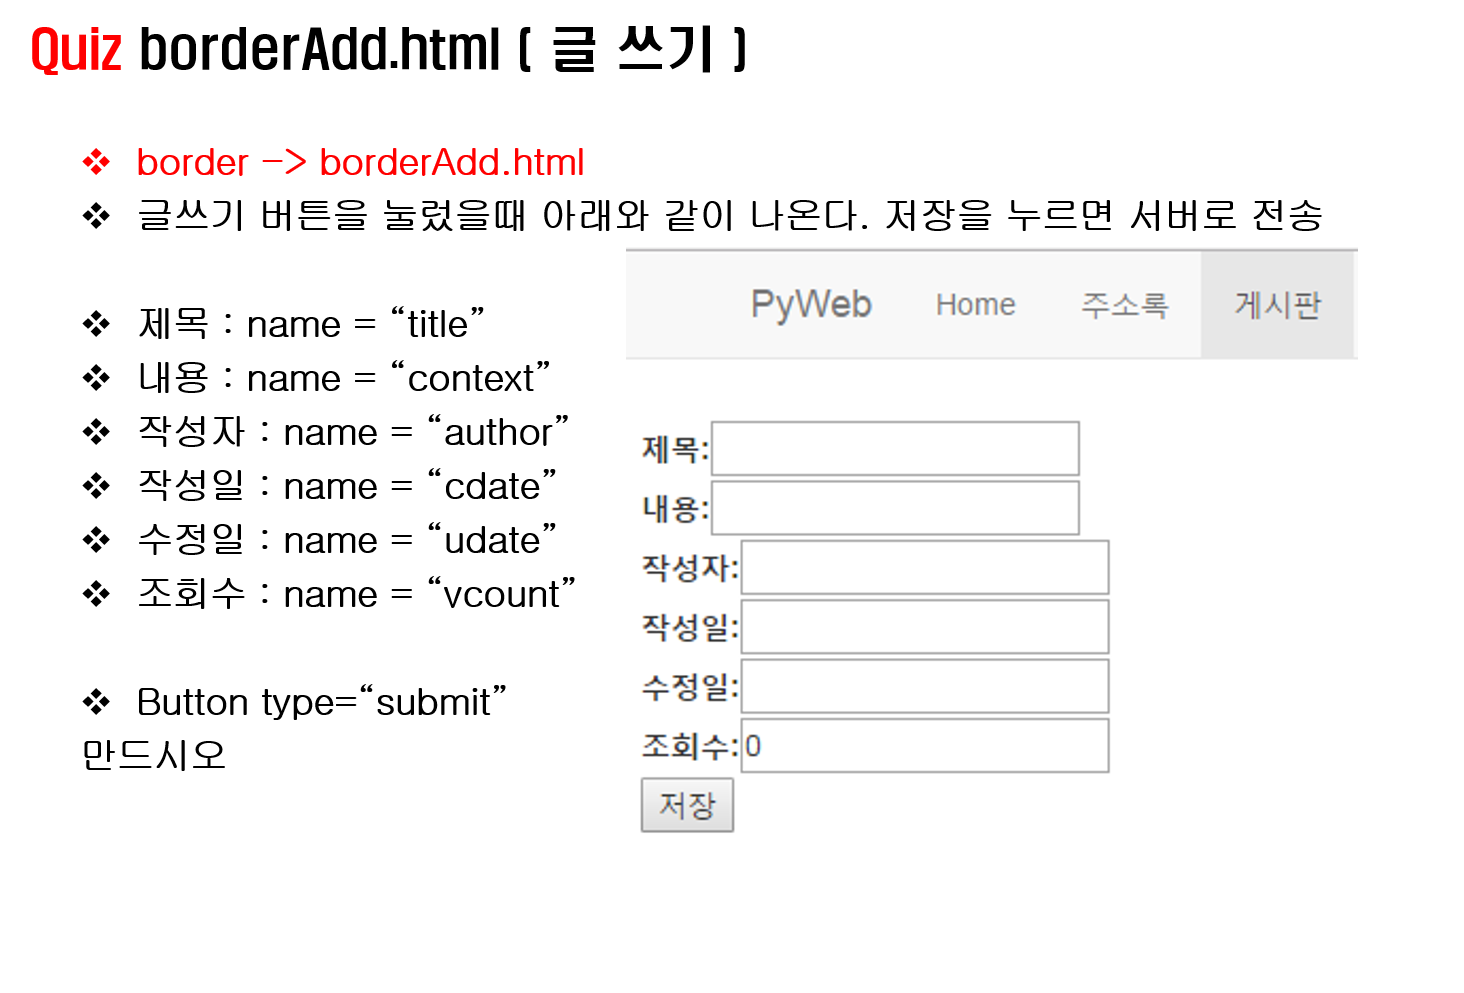 Quiz borderAdd.html ( 글 쓰기 )
❖ border -> borderAdd.html
❖ 글쓰기 버튼을 눌렀을때 아래와 같이 나온다. 저장을 누르면 서버로 전송
❖ 제목 : name = “title”
❖ 내용 : name = “context”
❖ 작성자 : name = “author”
❖ 작성일 : name = “cdate”
❖ 수정일 : name = “udate”
❖ 조회수 : name = “vcount”
❖ Button type=“submit”
만드시오
PyWeb Home 주소록 게시판
제목:
내용:
작성자:
작성일:
수정일:
조회수:0
저장